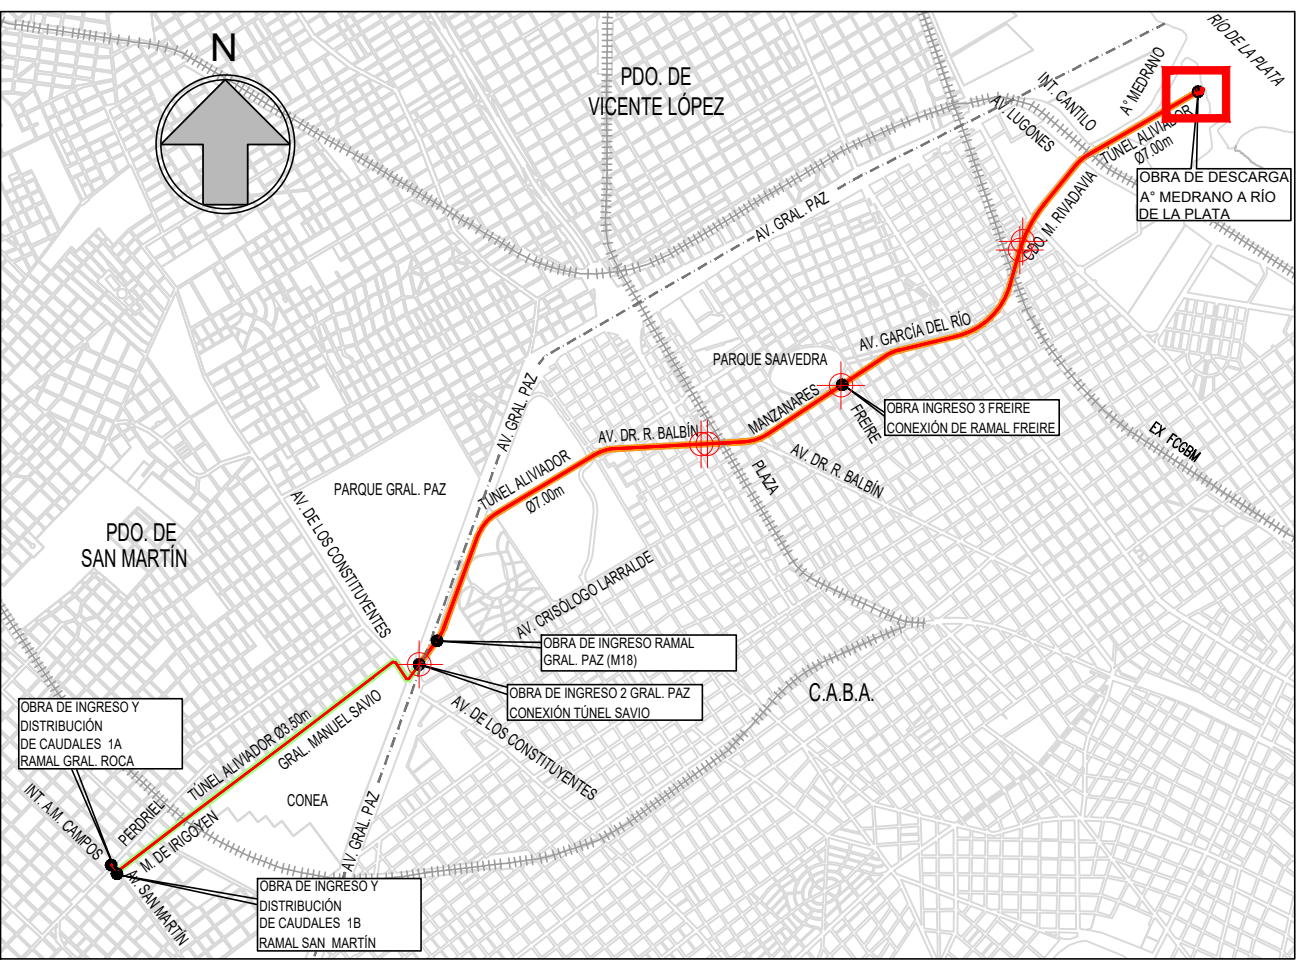 N
PDO. DE
VICENTE LÓPEZ
RÍO DE LA PLATA
A° MEDRANO
INT. CANTILO
AV. LUGONES
TÚNEL ALIVIADOR
Ø7.00m
OBRA DE DESCARGA
A° MEDRANO A RÍO
DE LA PLATA
CDO. M. RIVADAVIA
AV. GRAL. PAZ
AV. GARCÍA DEL RÍO
PARQUE SAAVEDRA
MANZANARES
FREIRE
OBRA INGRESO 3 FREIRE
CONEXIÓN DE RAMAL FREIRE
EX FCGBM
AV. GRAL. PAZ
AV. DR. R. BALBÍN
PLAZA
AV. DR. R. BALBÍN
TÚNEL ALIVIADOR
Ø7.00m
PARQUE GRAL. PAZ
AV. DE LOS CONSTITUYENTES
PDO. DE
SAN MARTÍN
AV. CRISÓLOGO LARRALDE
OBRA DE INGRESO RAMAL
GRAL. PAZ (M18)
OBRA DE INGRESO 2 GRAL. PAZ
CONEXIÓN TÚNEL SAVIO
C.A.B.A.
AV. DE LOS CONSTITUYENTES
OBRA DE INGRESO Y
DISTRIBUCIÓN
DE CAUDALES 1A
RAMAL GRAL. ROCA
TÚNEL ALIVIADOR Ø3.50m
GRAL. MANUEL SAVIO
CONEA
INT. A.M. CAMPOS
PERDRIEL
M. DE IRIGOYEN
AV. GRAL. PAZ
AV. SAN MARTÍN
OBRA DE INGRESO Y
DISTRIBUCIÓN
DE CAUDALES 1B
RAMAL SAN MARTÍN